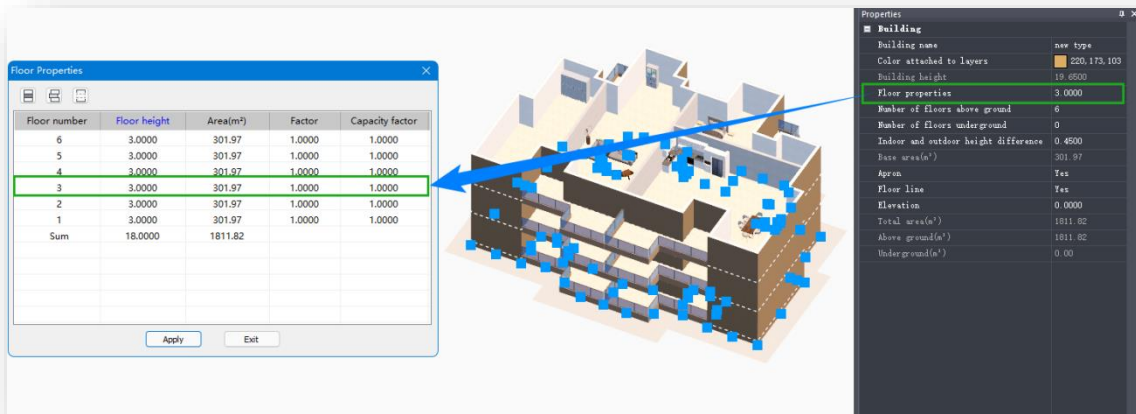 Floor Properties
Floor number Floor height Area(m²) Factor Capacity factor
6 3.0000 301.97 1.0000 1.0000
5 3.0000 301.97 1.0000 1.0000
4 3.0000 301.97 1.0000 1.0000
3 3.0000 301.97 1.0000 1.0000
2 3.0000 301.97 1.0000 1.0000
1 3.0000 301.97 1.0000 1.0000
Sum 18.0000 1811.82
Apply Exit
Properties
Building
Building name new type
Color attached to layers 220,173,103
Building height 19.6500
Floor properties 3.0000
Number of floors above ground 6
Number of floors underground 0
Indoor and outdoor height difference 0.4500
Base area(m²) 301.97
Apron Yes
Floor line Yes
Elevation 0.0000
Total area(m²) 1811.82
Above ground(m²) 1811.82
Underground(m²) 0.00